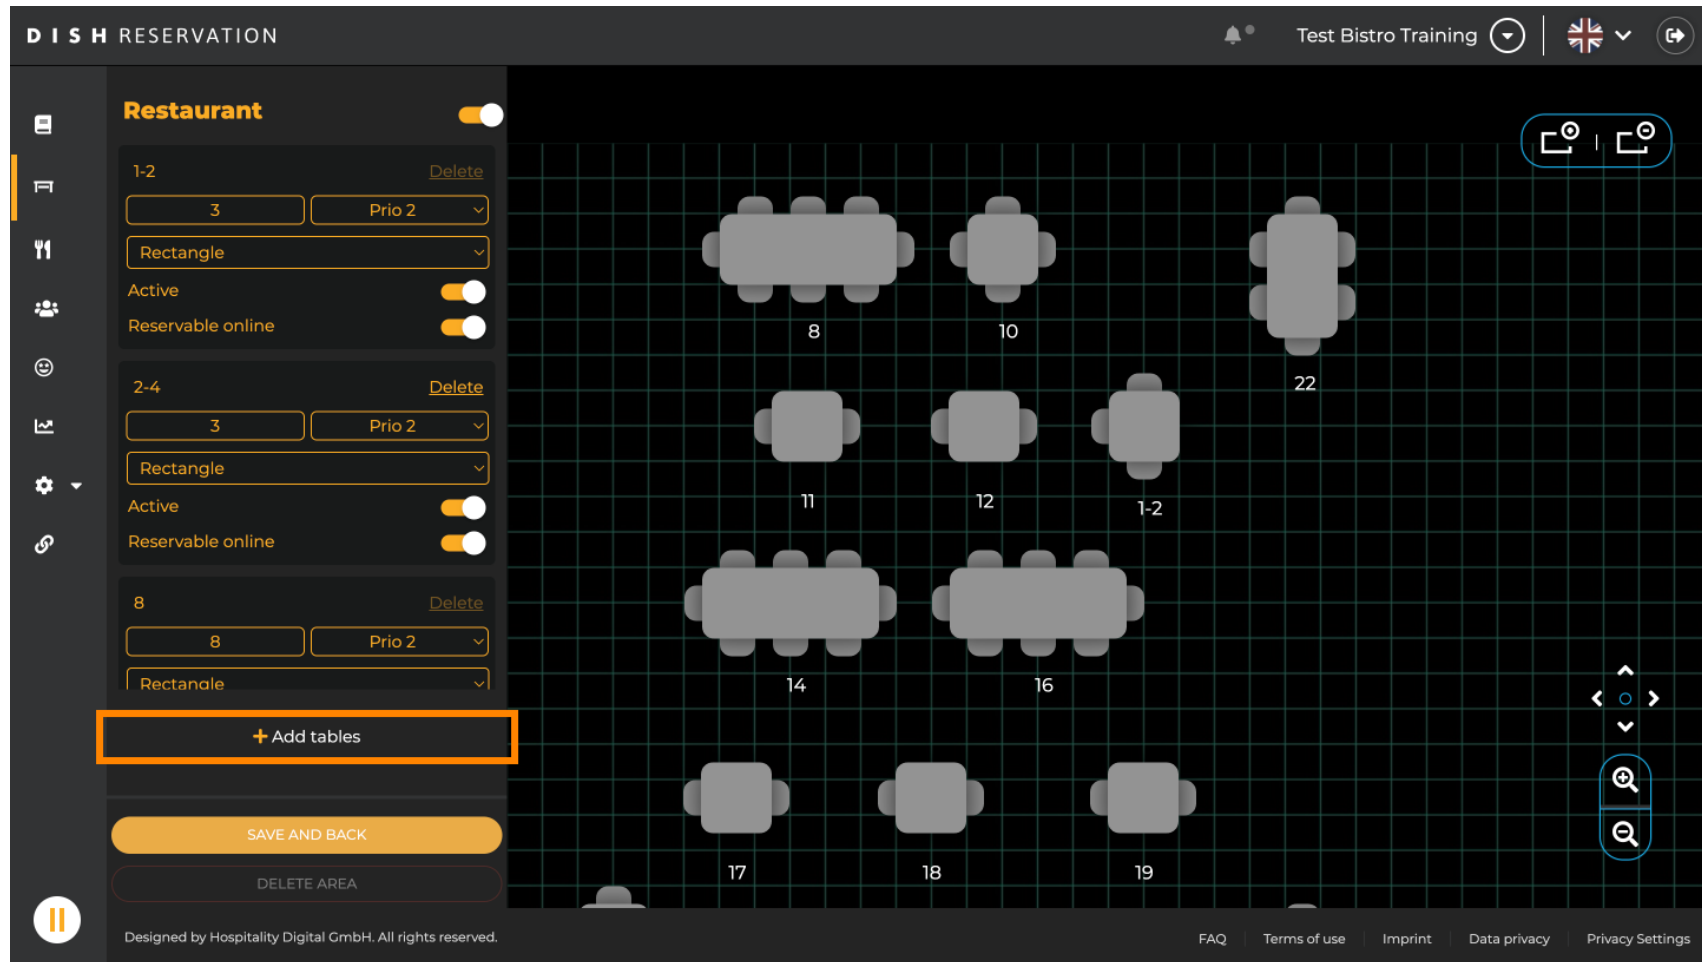 DISH RESERVATION
Test Bistro Training
Restaurant
1-2 Delete
3 Prio 2
Rectangle
Active
Reservable online
2-4 Delete
3 Prio 2
Rectangle
Active
Reservable online
8 Delete
8 Prio 2
Rectangle
+ Add tables
SAVE AND BACK
DELETE AREA
8 10
22
11 12 1-2
14 16
17 18 19
Designed by Hospitality Digital GmbH. All rights reserved.
FAQ Terms of use Imprint Data privacy Privacy Settings